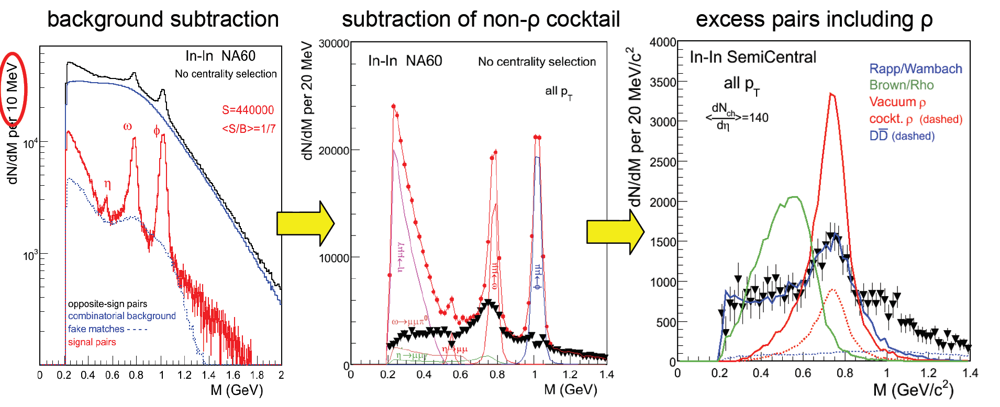 background subtraction
dN/dM per 10 MeV
In-In NA60
No centrality selection
S=440000
<S/B>=1/7
ω
ϕ
η
10⁴
10³
opposite-sign pairs
combinatorial background
fake matches
signal pairs
0 0.2 0.4 0.6 0.8 1 1.2 1.4 1.6 1.8 2
M (GeV)
subtraction of non-ρ cocktail
dN/dM per 20 MeV
30000
20000
10000
0
In-In NA60
No centrality selection
all p_T
η→μμγ
ω→μμ
ϕ→μμ
ω→μμπ⁰
η→μμ
η→μμγ
0 0.2 0.4 0.6 0.8 1 1.2 1.4
M (GeV)
excess pairs including ρ
dN/dM per 20 MeV/c²
4000
3500
3000
2500
2000
1500
1000
500
0
In-In SemiCentral
all p_T
<dN_ch/dη>=140
Rapp/Wambach
Brown/Rho
Vacuum ρ
cockt. ρ (dashed)
DD̅ (dashed)
0 0.2 0.4 0.6 0.8 1 1.2 1.4
M (GeV/c²)